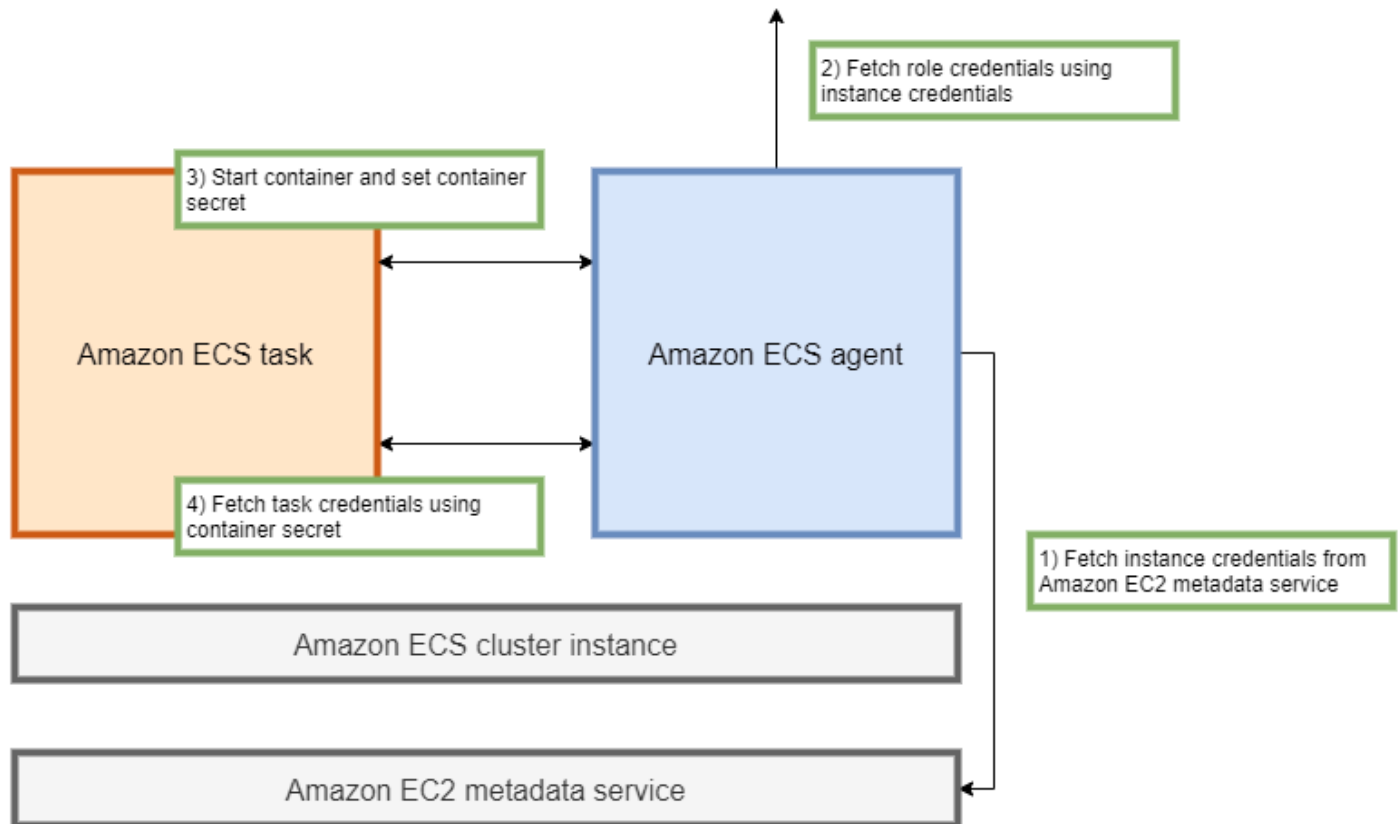 2) Fetch role credentials using
instance credentials
3) Start container and set container
secret
Amazon ECS task
Amazon ECS agent
4) Fetch task credentials using
container secret
1) Fetch instance credentials from
Amazon EC2 metadata service
Amazon ECS cluster instance
Amazon EC2 metadata service